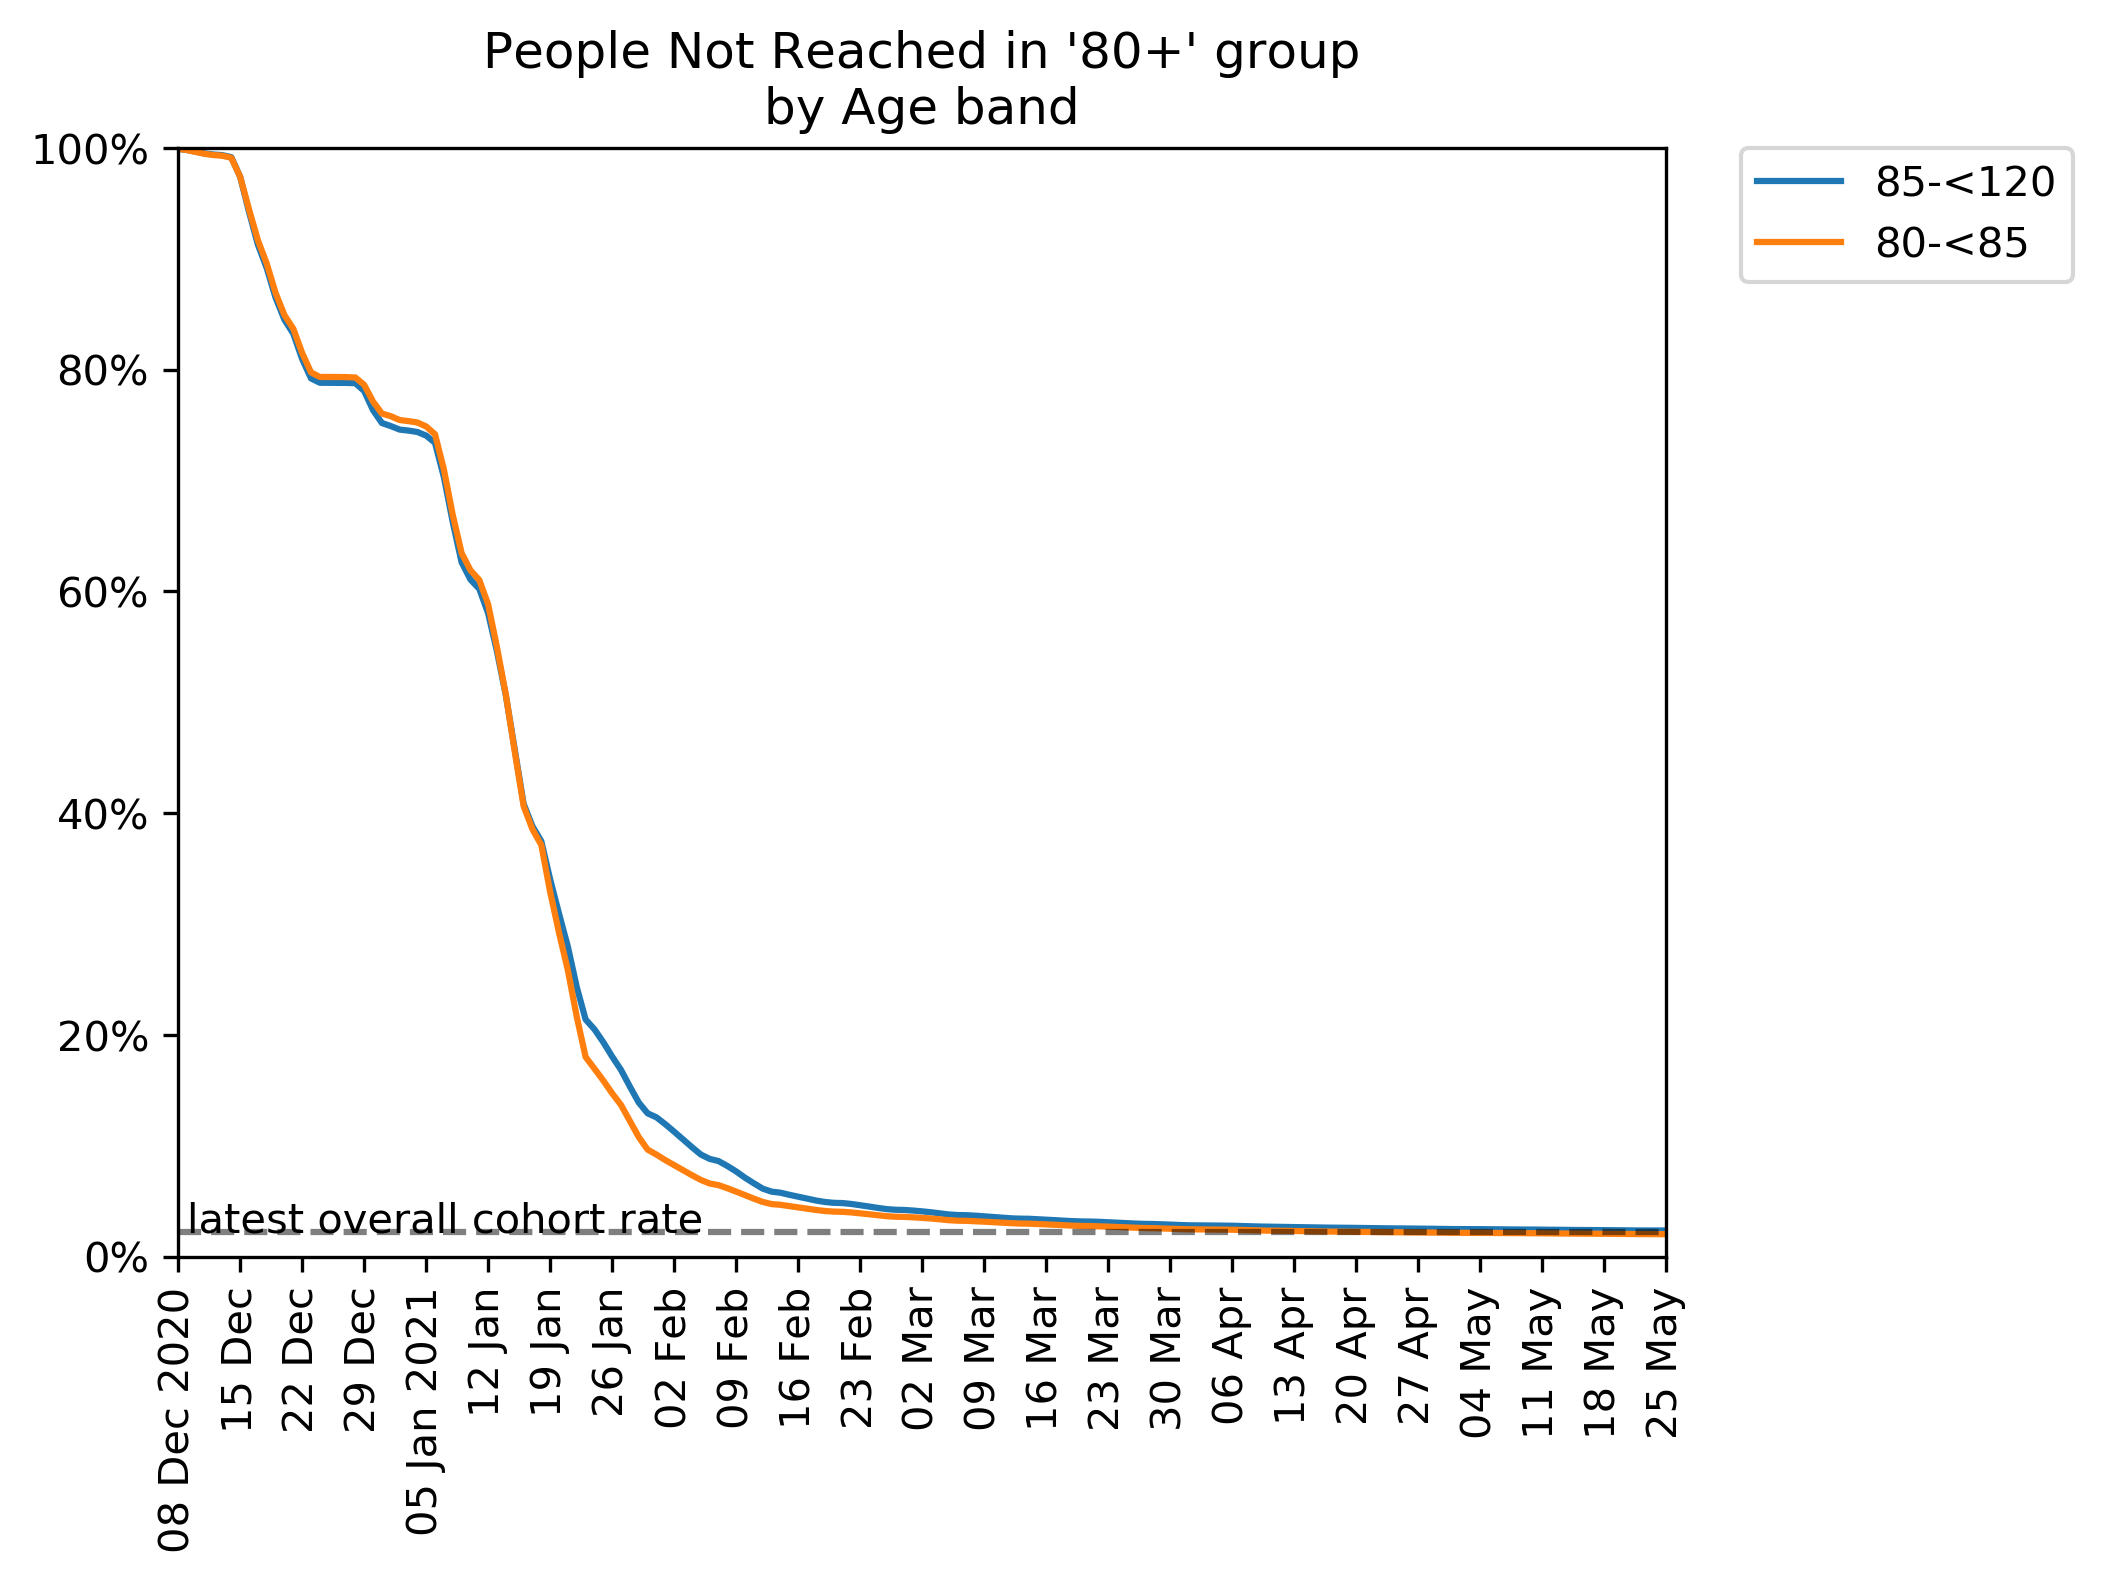 People Not Reached in '80+' group
by Age band
100%
80%
60%
40%
20%
0%
85-<120
80-<85
latest overall cohort rate
08 Dec 2020
15 Dec
22 Dec
29 Dec
05 Jan 2021
12 Jan
19 Jan
26 Jan
02 Feb
09 Feb
16 Feb
23 Feb
02 Mar
09 Mar
16 Mar
23 Mar
30 Mar
06 Apr
13 Apr
20 Apr
27 Apr
04 May
11 May
18 May
25 May